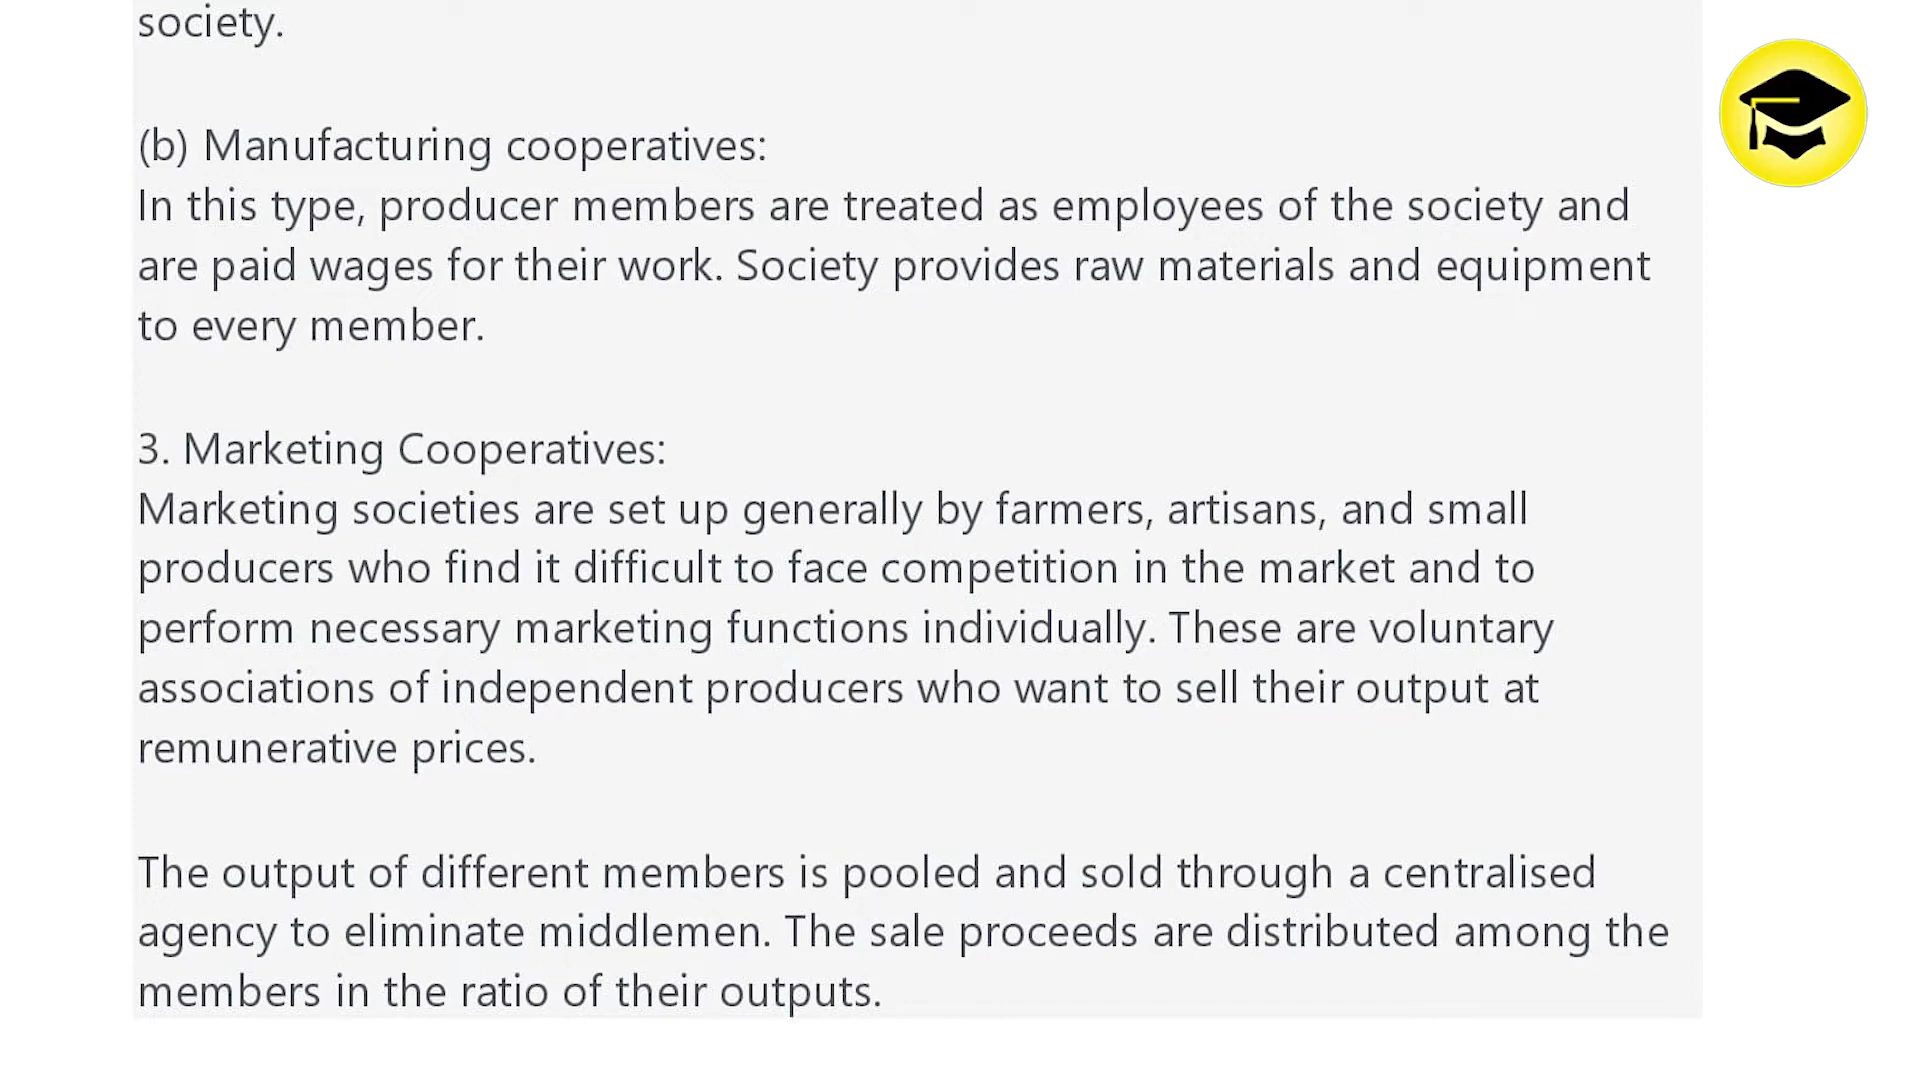 society.
(b) Manufacturing cooperatives:
In this type, producer members are treated as employees of the society and
are paid wages for their work. Society provides raw materials and equipment
to every member.
3. Marketing Cooperatives:
Marketing societies are set up generally by farmers, artisans, and small
producers who find it difficult to face competition in the market and to
perform necessary marketing functions individually. These are voluntary
associations of independent producers who want to sell their output at
remunerative prices.
The output of different members is pooled and sold through a centralised
agency to eliminate middlemen. The sale proceeds are distributed among the
members in the ratio of their outputs.